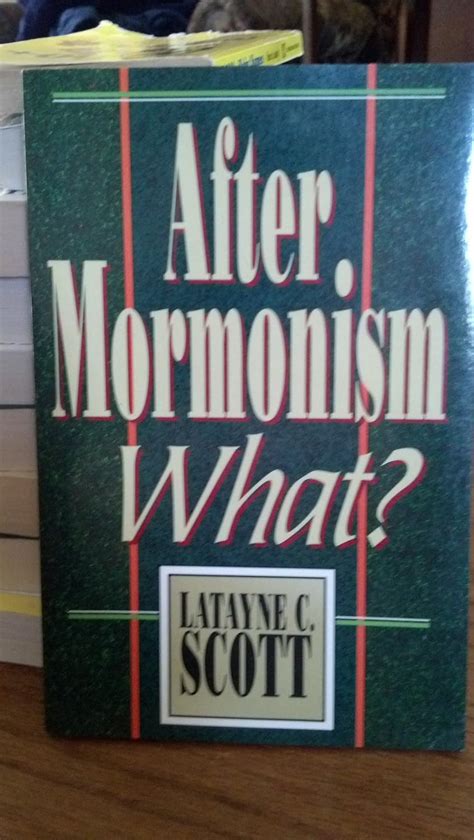 After
Mormonism
What?
LATAYNE C.
SCOTT